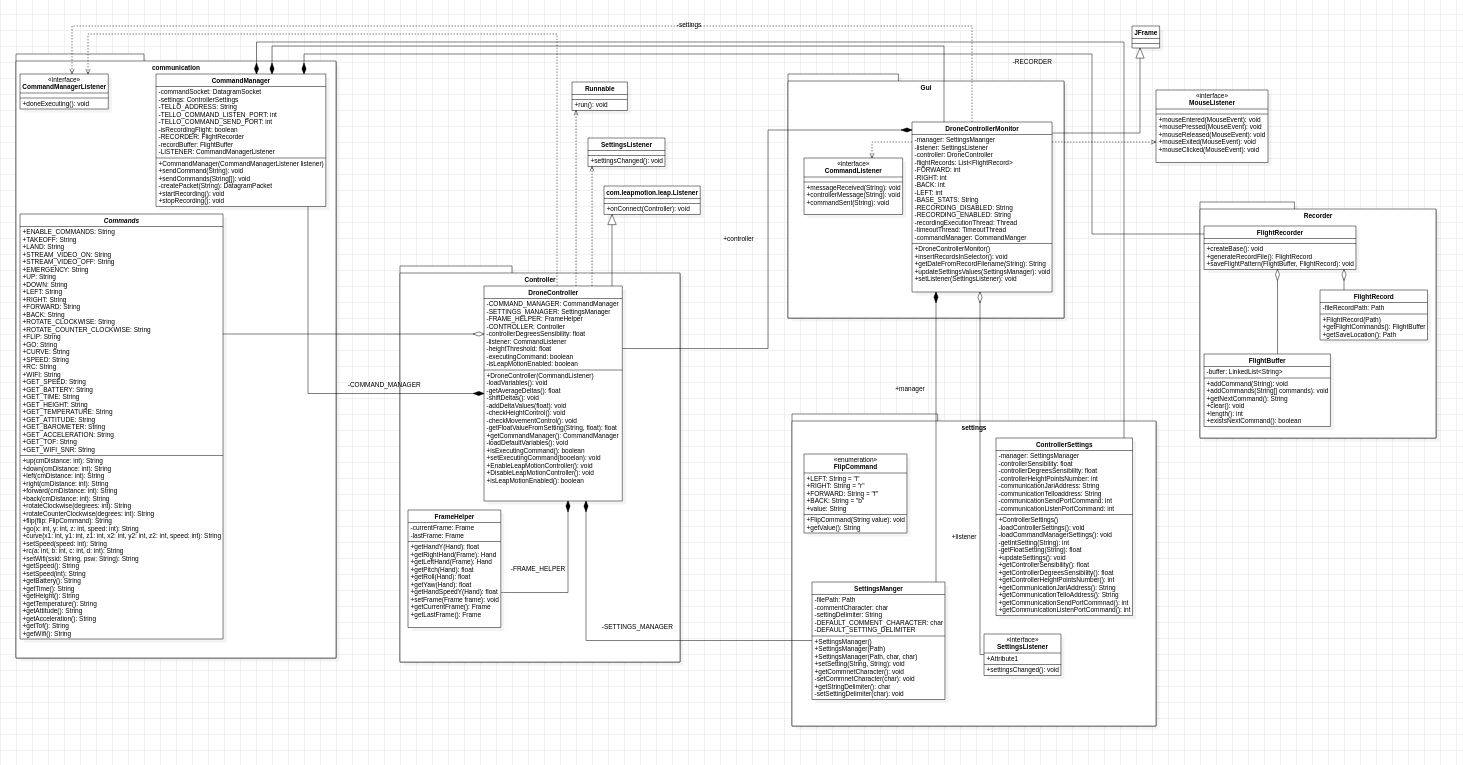 -settings
JFrame
-RECORDER
communication
«interface»
CommandManagerListener
+doneExecuting(): void
CommandManager
-commandSocket: DatagramSocket
-settings: ControllerSettings
-TELLO_ADDRESS: String
-TELLO_COMMAND_LISTEN_PORT: int
-TELLO_COMMAND_SEND_PORT: int
-isRecordingFlight: boolean
-RECORDER: FlightRecorder
-recordBuffer: FlightBuffer
-LISTENER: CommandManagerListener
+CommandManager(CommandManagerListener listener)
+sendCommand(String): void
+sendCommands(String[]): void
-createPacket(String): DatagramPacket
+startRecording(): void
+stopRecording(): void
Commands
+ENABLE_COMMANDS: String
+TAKEOFF: String
+LAND: String
+STREAM_VIDEO_ON: String
+STREAM_VIDEO_OFF: String
+EMERGENCY: String
+UP: String
+DOWN: String
+LEFT: String
+RIGHT: String
+FORWARD: String
+BACK: String
+ROTATE_CLOCKWISE: String
+ROTATE_COUNTER_CLOCKWISE: String
+FLIP: String
+GO: String
+CURVE: String
+SPEED: String
+RC: String
+WIFI: String
+GET_SPEED: String
+GET_BATTERY: String
+GET_TIME: String
+GET_HEIGHT: String
+GET_TEMPERATURE: String
+GET_ATTITUDE: String
+GET_BAROMETER: String
+GET_ACCELERATION: String
+GET_TOF: String
+GET_WIFI_SNR: String
+up(cmDistance: int): String
+down(cmDistance: int): String
+left(cmDistance: int): String
+right(cmDistance: int): String
+forward(cmDistance: int): String
+back(cmDistance: int): String
+rotateClockwise(degrees: int): String
+rotateCounterClockwise(degrees: int): String
+flip(flip: FlipCommand): String
+go(x: int, y: int, z: int, speed: int): String
+curve(x1: int, y1: int, z1: int, x2: int, y2: int, z2: int, speed: int): String
+setSpeed(speed: int): String
+rc(a: int, b: int, c: int, d: int): String
+setWifi(ssid: String, psw: String): String
+getSpeed(): String
+setSpeed(int): String
+getBattery(): String
+getTime(): String
+getHeight(): String
+getTemperature(): String
+getAttitude(): String
+getAcceleration(): String
+getTof(): String
+getWifi(): String
Runnable
+run(): void
SettingsListener
+settingsChanged(): void
com.leapmotion.leap.Listener
+onConnect(Controller): void
Controller
DroneController
-COMMAND_MANAGER: CommandManager
-SETTINGS_MANAGER: SettingsManager
-FRAME_HELPER: FrameHelper
-CONTROLLER: Controller
-controllerDegreesSensibility: float
-listener: CommandListener
-heightThreshold: float
-executingCommand: boolean
-isLeapMotionEnabled: boolean
+DroneController(CommandListener)
-loadVariables(): void
-getAverageDeltas(): float
-shiftDeltas(): void
-addDeltaValues(float): void
-checkHeightControl(): void
-checkMovementControl(): void
-getFloatValueFromSetting(String, float): float
+getCommandManager(): CommandManager
-loadDefaultVariables(): void
+isExecutingCommand(): boolean
+setExecutingCommand(booelan): void
+EnableLeapMotionController(): void
+DisableLeapMotionController(): void
+isLeapMotionEnabled(): boolean
-COMMAND_MANAGER
FrameHelper
-currentFrame: Frame
-lastFrame: Frame
+getHandY(Hand): float
+getRightHand(Frame): Hand
+getLeftHand(Frame): Hand
+getPitch(Hand): float
+getRoll(Hand): float
+getYaw(Hand): float
+getHandSpeedY(Hand): float
+setFrame(Frame frame): void
+getCurrentFrame(): Frame
+getLastFrame(): Frame
-FRAME_HELPER
-SETTINGS_MANAGER
+controller
Gui
«interface»
CommandListener
+messageReceived(String): void
+controllerMessage(String): void
+commandSent(String): void
DroneControllerMonitor
-manager: SettingsMaanger
-listener: SettingsListener
-controller: DroneController
-flightRecords: List<FlightRecord>
-FORWARD: int
-RIGHT: int
-BACK: int
-LEFT: int
-BASE_STATS: String
-RECORDING_DISABLED: String
-RECORDING_ENABLED: String
-recordingExecutionThread: Thread
-timeoutThread: TimeoutThread
-commandManager: CommandManger
+DroneControllerMonitor()
+insertRecordsInSelector(): void
+getDateFromRecordFilename(String): String
+updateSettingsValues(SettingsManager): void
+setListener(SettingsListener): void
«interface»
MouseListener
+mouseEntered(MouseEvent): void
+mousePressed(MouseEvent): void
+mouseReleased(MouseEvent): void
+mouseExited(MouseEvent): void
+mouseClicked(MouseEvent): void
Recorder
FlightRecorder
+createBase(): void
+generateRecordFile(): FlightRecord
+saveFlightPattern(FlightBuffer, FlightRecord): void
FlightRecord
-fileRecordPath: Path
+FlightRecord(Path)
+getFlightCommands(): FlightBuffer
+getSaveLocation(): Path
FlightBuffer
-buffer: LinkedList<String>
+addCommand(String): void
+addCommands(String[] commands): void
+getNextCommand(): String
+clear(): void
+length(): int
+existsNextCommand(): boolean
+manager
+listener
settings
«enumeration»
FlipCommand
+LEFT: String = "l"
+RIGHT: String = "r"
+FORWARD: String = "f"
+BACK: String = "b"
+value: String
+FlipCommand(String value): void
+getValue(): String
ControllerSettings
-manager: SettingsManager
-controllerSensibility: float
-controllerDegreesSensibility: float
-controllerHeightPointsNumber: int
-communicationJariAddress: String
-communicationTelloaddress: String
-communicationSendPortCommand: int
-communicationListenPortCommand: int
+ControllerSettings()
-loadControllerSettings(): void
-loadCommandManagerSettings(): void
-getIntSetting(String): int
-getFloatSetting(String): float
+updateSettings(): void
+getControllerSensibility(): float
+getControllerDegreesSensibility(): float
+getControllerHeightPointsNumber(): int
+getCommunicationJariAddress(): String
+getCommunicationTelloAddress(): String
+getCommunicationSendPortCommnad(): int
+getCommunicationListenPortCommand(): int
SettingsManger
-filePath: Path
-commentCharacter: char
-settingDelimiter: String
-DEFAULT_COMMENT_CHARACTER: char
-DEFAULT_SETTING_DELIMITER
+SettingsManager()
+SettingsManager(Path)
+SettingsManager(Path, char, char)
+setSetting(String, String): void
+getCommnetCharacter(): void
-setCommnetCharacter(char): void
+getStringDelimiter(): char
-setSettingDelimiter(char): void
«interface»
SettingsListener
+Attribute1
+settingsChanged(): void